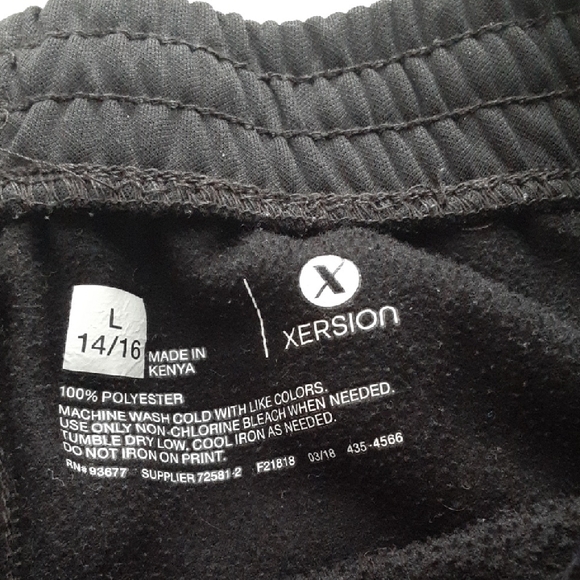 L
14/16
MADE IN
KENYA
X
XERSION
100% POLYESTER
MACHINE WASH COLD WITH LIKE COLORS.
USE ONLY NON-CHLORINE BLEACH WHEN NEEDED.
TUMBLE DRY LOW, COOL IRON AS NEEDED.
DO NOT IRON ON PRINT.
RN# 93677 SUPPLIER 72581-2 F21818 03/18 435-4566